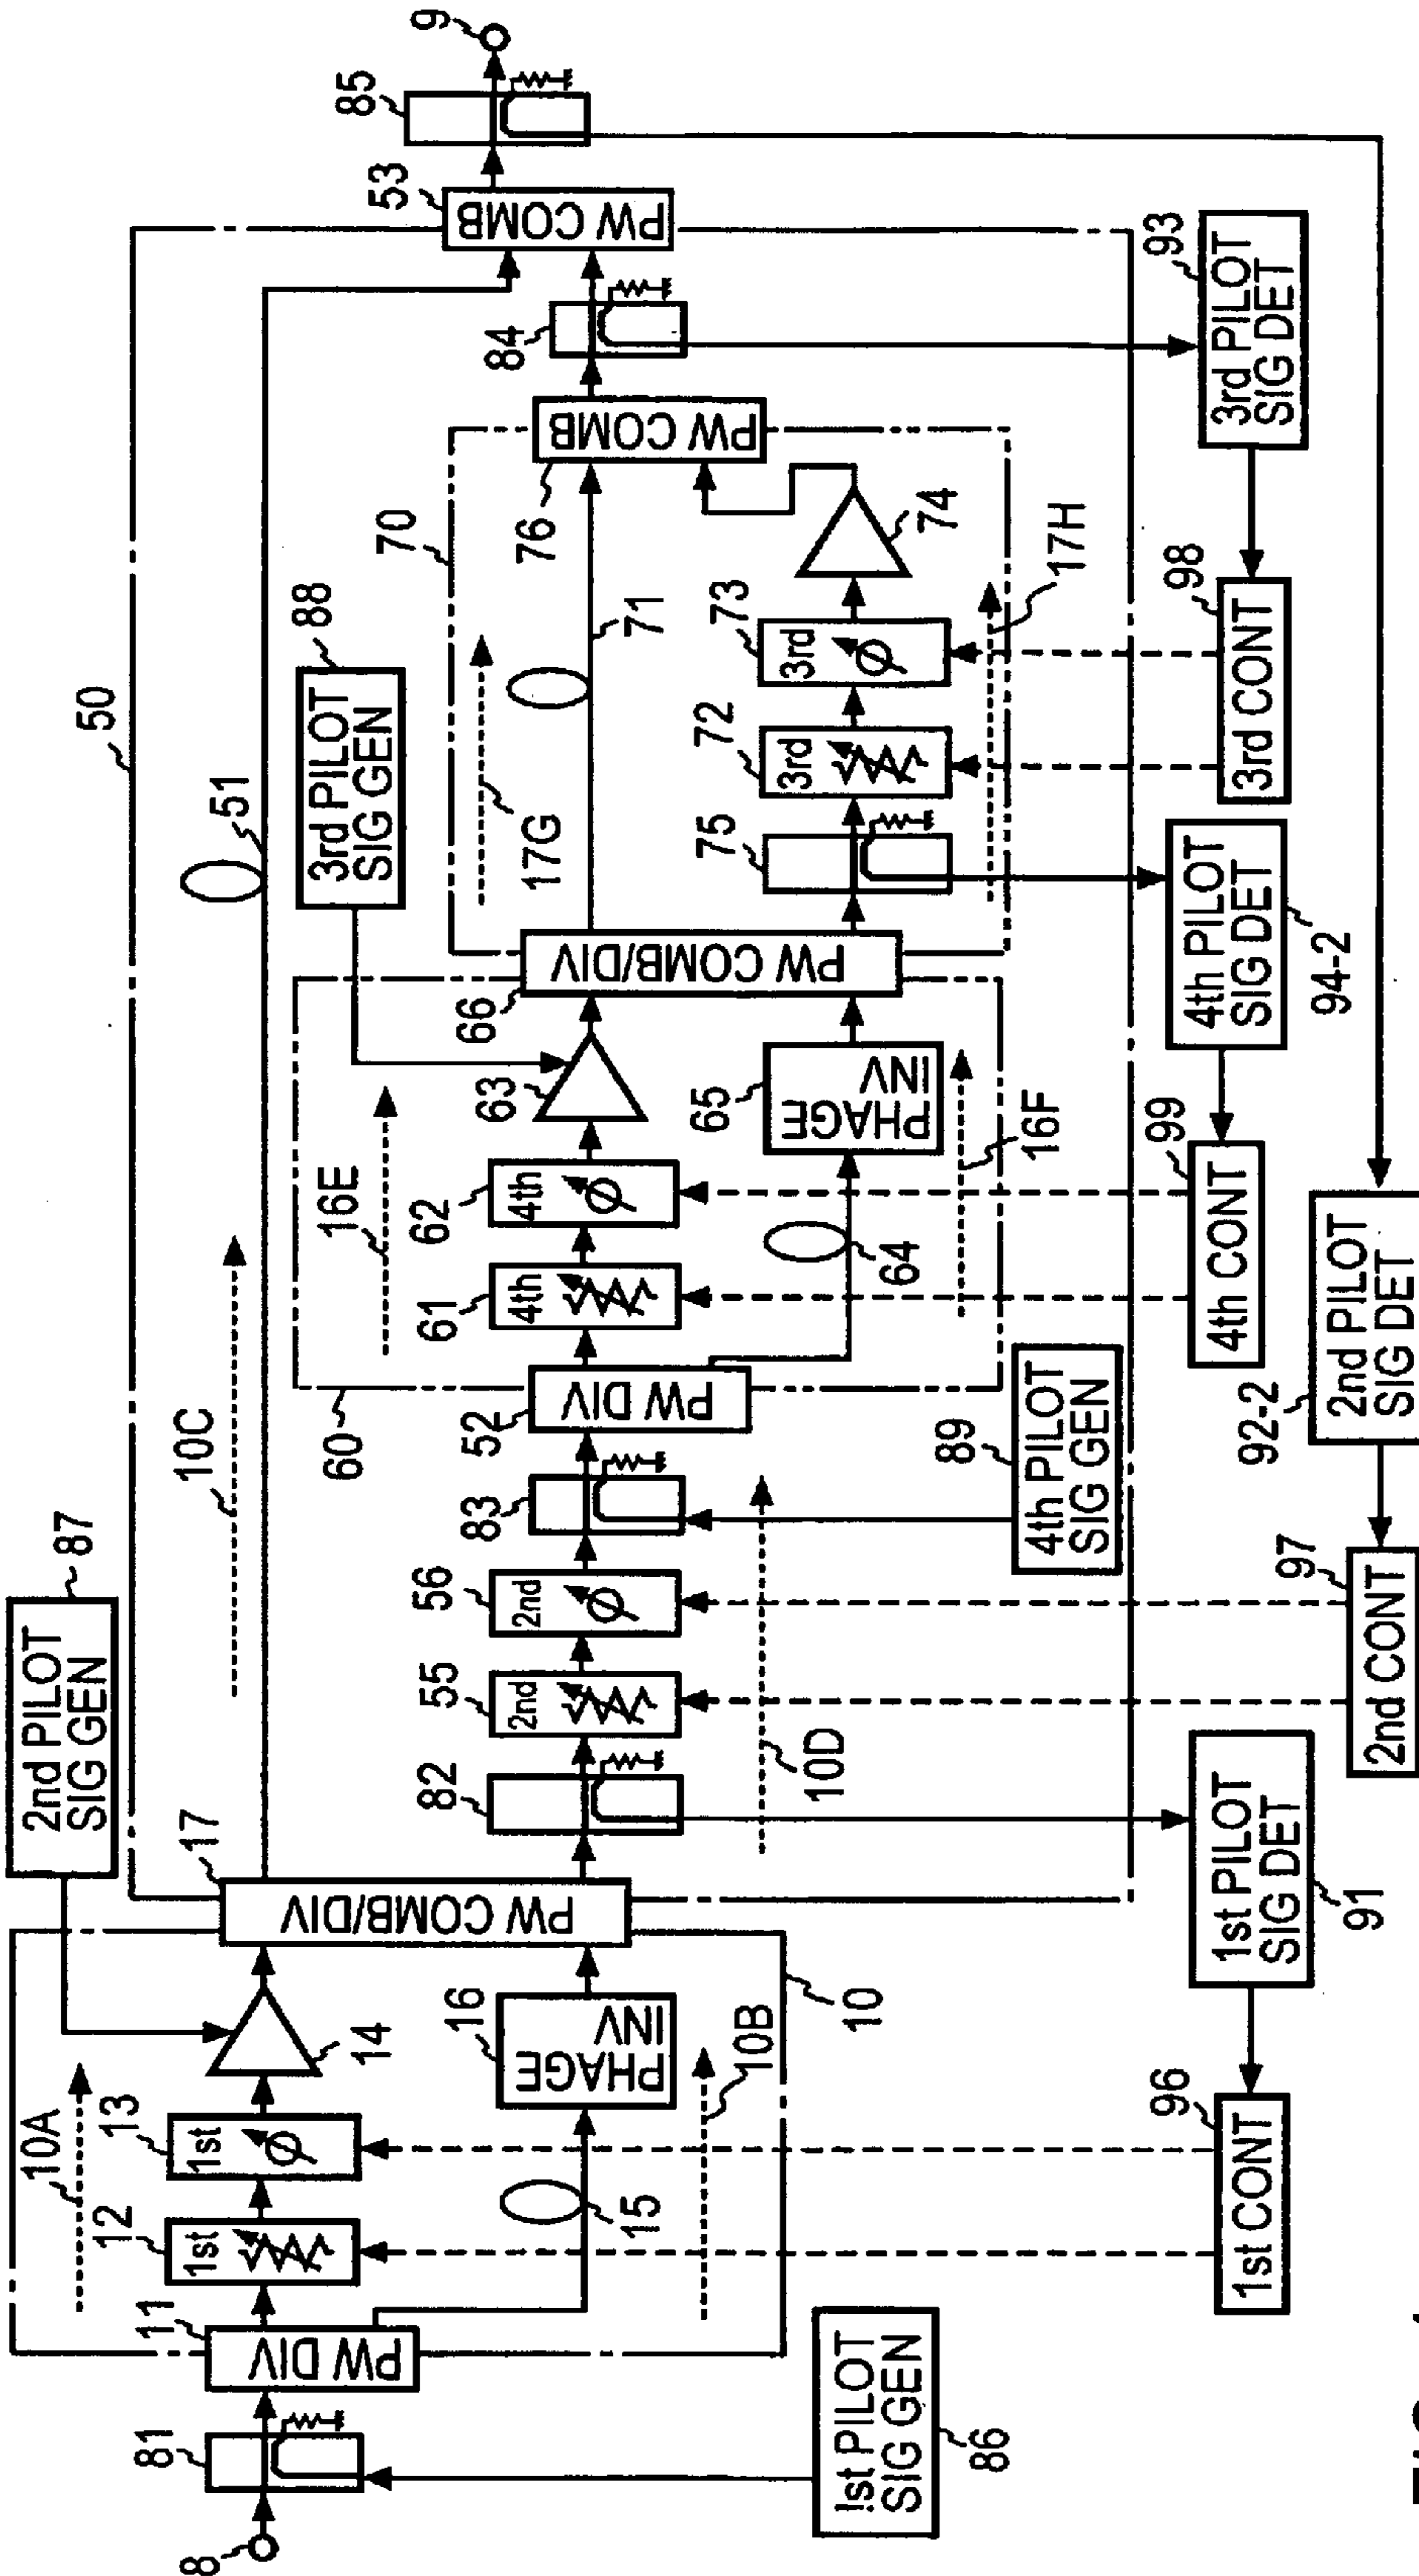 8
81
1st PILOT
SIG GEN
86
11
PW DIV
10A
12
1st
13
1st
14
15
16
PHAGE
INV
10B
10
2nd PILOT
SIG GEN
87
17
PW COMB/DIV
96
1st CONT
1st PILOT
SIG DET
91
50
10C
51
82
55
2nd
56
2nd
83
10D
4th PILOT
SIG GEN
89
97
2nd CONT
92-2
2nd PILOT
SIG DET
60
52
PW DIV
16E
61
4th
62
4th
63
64
65
PHAGE
INV
16F
66
PW COMB/DIV
99
4th CONT
4th PILOT
SIG DET
94-2
3rd PILOT
SIG GEN
88
70
17G
71
75
72
3rd
73
3rd
74
17H
76
PW COMB
84
98
3rd CONT
3rd PILOT
SIG DET
93
53
PW COMB
85
9